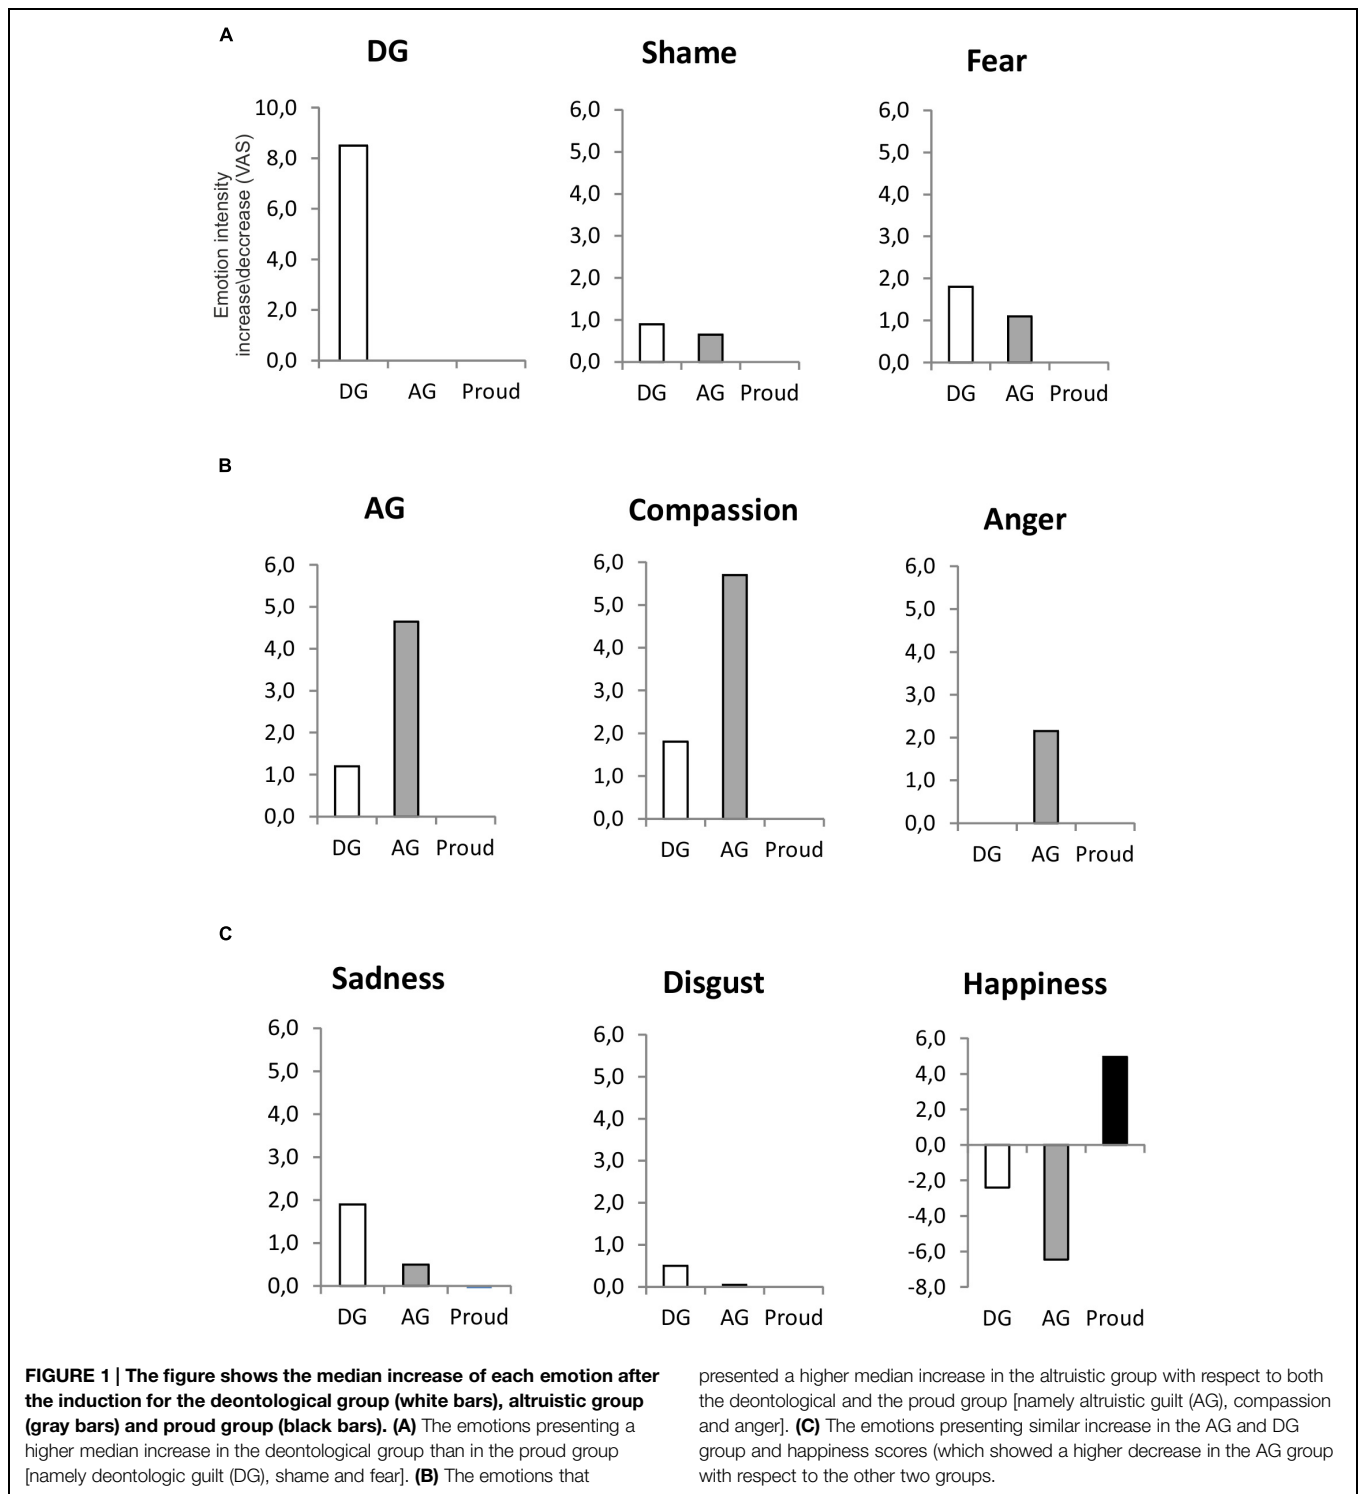 A
DG
Shame
Fear
Emotion intensity
increase\deccrease (VAS)
10,0
8,0
6,0
4,0
2,0
0,0
DG AG Proud
6,0
5,0
4,0
3,0
2,0
1,0
0,0
DG AG Proud
6,0
5,0
4,0
3,0
2,0
1,0
0,0
DG AG Proud
B
AG
Compassion
Anger
6,0
5,0
4,0
3,0
2,0
1,0
0,0
DG AG Proud
6,0
5,0
4,0
3,0
2,0
1,0
0,0
DG AG Proud
6,0
5,0
4,0
3,0
2,0
1,0
0,0
DG AG Proud
C
Sadness
Disgust
Happiness
6,0
5,0
4,0
3,0
2,0
1,0
0,0
DG AG Proud
6,0
5,0
4,0
3,0
2,0
1,0
0,0
DG AG Proud
6,0
4,0
2,0
0,0
-2,0
-4,0
-6,0
-8,0
DG AG Proud
FIGURE 1 | The figure shows the median increase of each emotion after
the induction for the deontological group (white bars), altruistic group
(gray bars) and proud group (black bars). (A) The emotions presenting a
higher median increase in the deontological group than in the proud group
[namely deontologic guilt (DG), shame and fear]. (B) The emotions that
presented a higher median increase in the altruistic group with respect to both
the deontological and the proud group [namely altruistic guilt (AG), compassion
and anger]. (C) The emotions presenting similar increase in the AG and DG
group and happiness scores (which showed a higher decrease in the AG group
with respect to the other two groups.